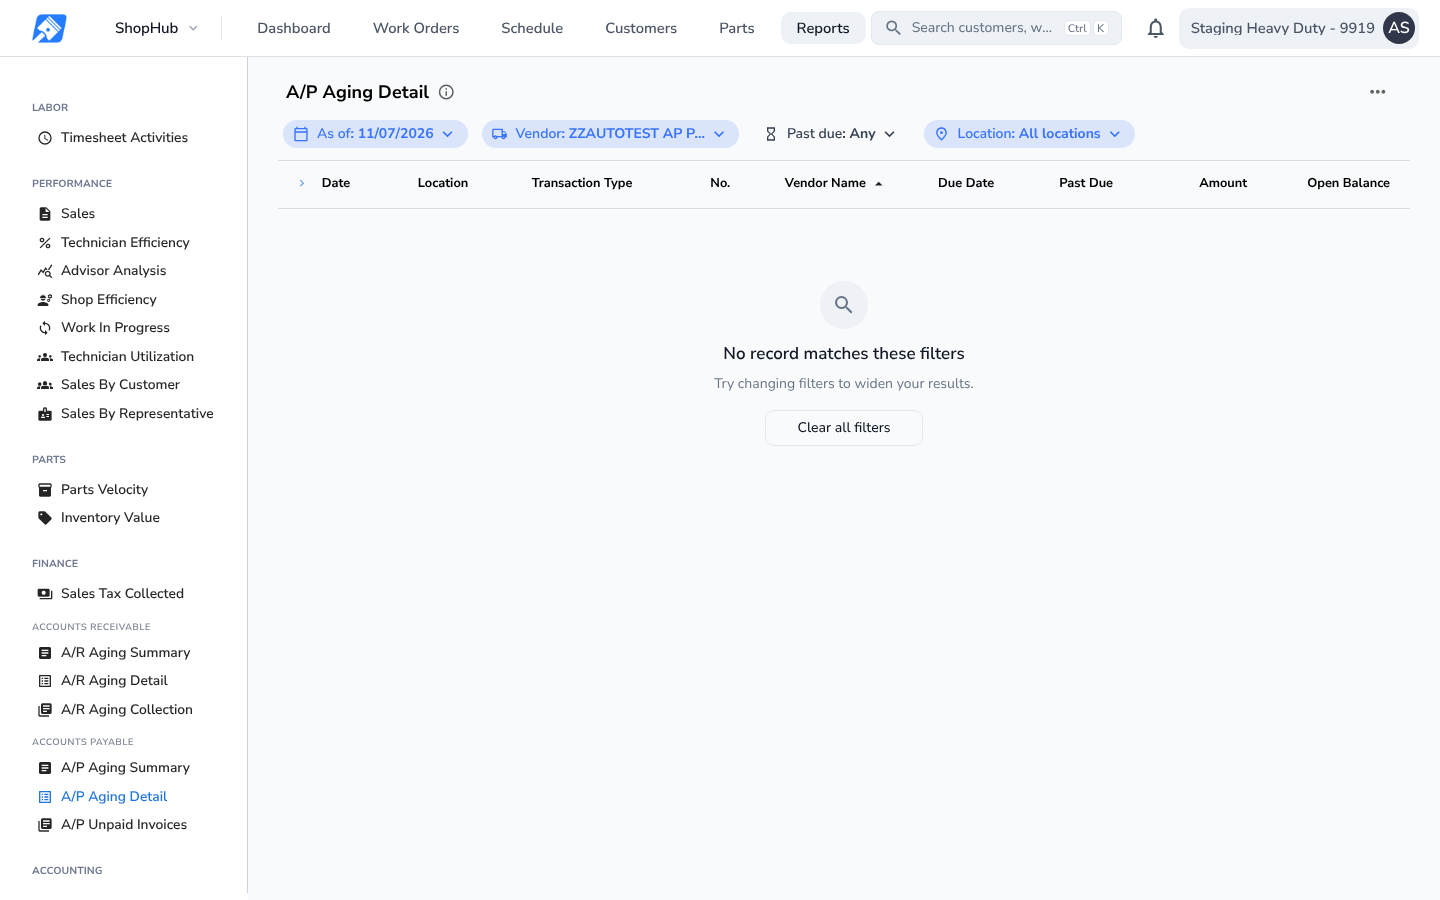 ShopHub
Dashboard
Work Orders
Schedule
Customers
Parts
Reports
Search customers, w...
Ctrl
K
Staging Heavy Duty - 9919
AS
LABOR
Timesheet Activities
PERFORMANCE
Sales
Technician Efficiency
Advisor Analysis
Shop Efficiency
Work In Progress
Technician Utilization
Sales By Customer
Sales By Representative
PARTS
Parts Velocity
Inventory Value
FINANCE
Sales Tax Collected
ACCOUNTS RECEIVABLE
A/R Aging Summary
A/R Aging Detail
A/R Aging Collection
ACCOUNTS PAYABLE
A/P Aging Summary
A/P Aging Detail
A/P Unpaid Invoices
ACCOUNTING
A/P Aging Detail
As of: 11/07/2026
Vendor: ZZAUTOTEST AP P...
Past due: Any
Location: All locations
Date
Location
Transaction Type
No.
Vendor Name
Due Date
Past Due
Amount
Open Balance
No record matches these filters
Try changing filters to widen your results.
Clear all filters